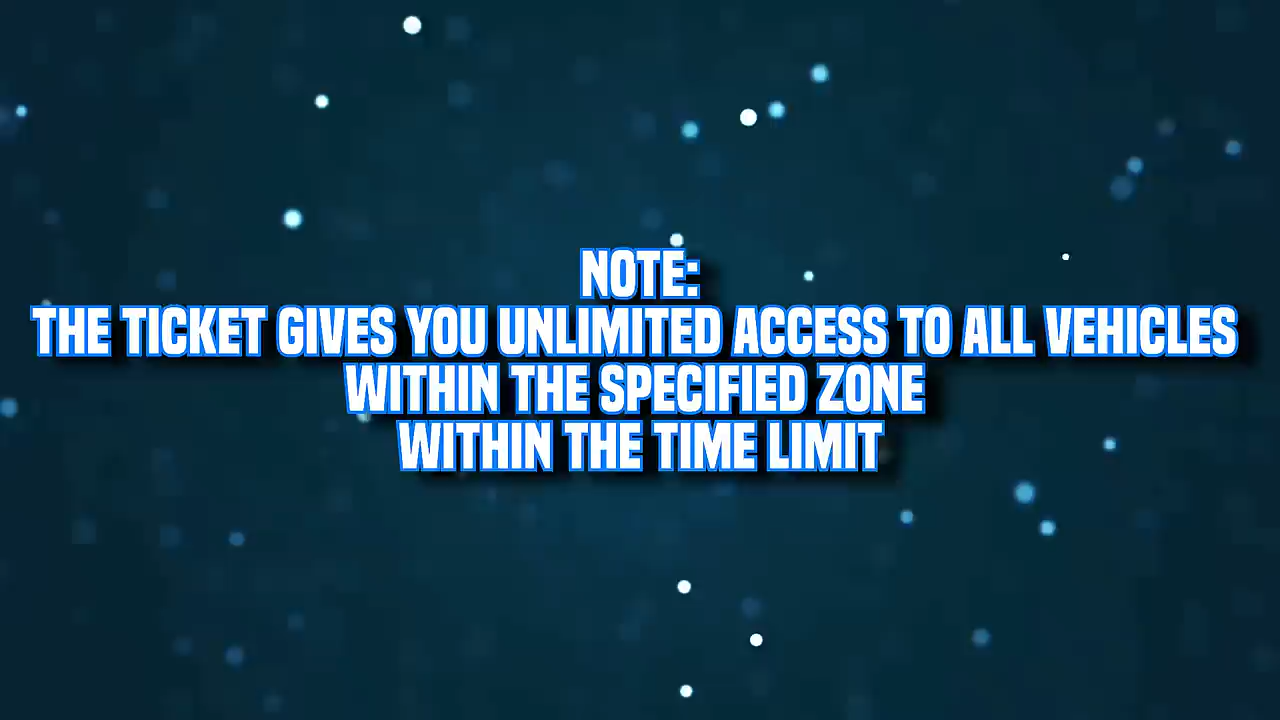 NOTE:
THE TICKET GIVES YOU UNLIMITED ACCESS TO ALL VEHICLES
WITHIN THE SPECIFIED ZONE
WITHIN THE TIME LIMIT